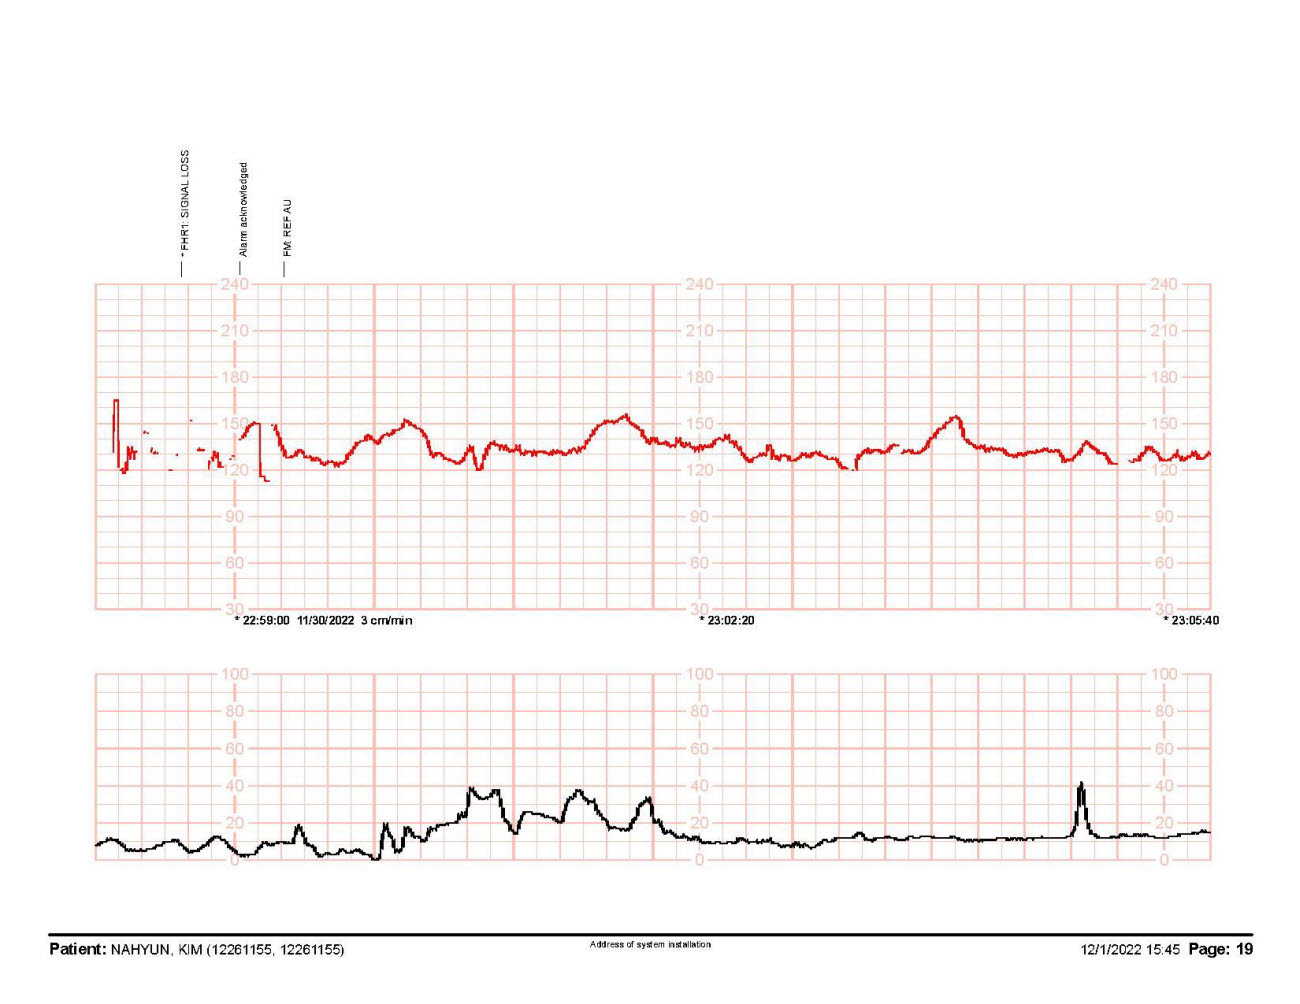 * FHR1: SIGNAL LOSS
Alarm acknowledged
FM: REF AU
240 240 240
210 210 210
180 180 180
150 150 150
120 120 120
90 90 90
60 60 60
30 30 30
* 22:59:00 11/30/2022 3 cm/min * 23:02:20 * 23:05:40
100 100 100
80 80 80
60 60 60
40 40 40
20 20 20
0 0 0
Patient: NAHYUN, KIM (12261155, 12261155) Address of system installation 12/1/2022 15:45 Page: 19